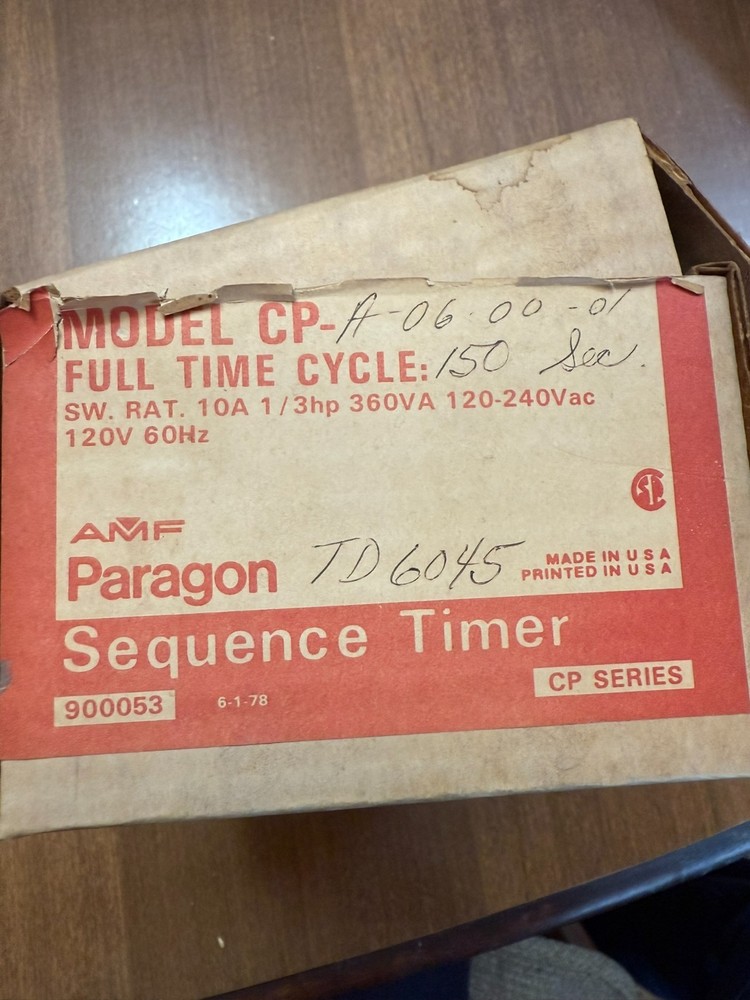 MODEL CP-A-06-00-01
FULL TIME CYCLE: 150 Sec.
SW. RAT. 10A 1/3hp 360VA 120-240Vac
120V 60Hz
AMF
Paragon TD6045
MADE IN U S A
PRINTED IN U S A
Sequence Timer
CP SERIES
900053 6-1-78